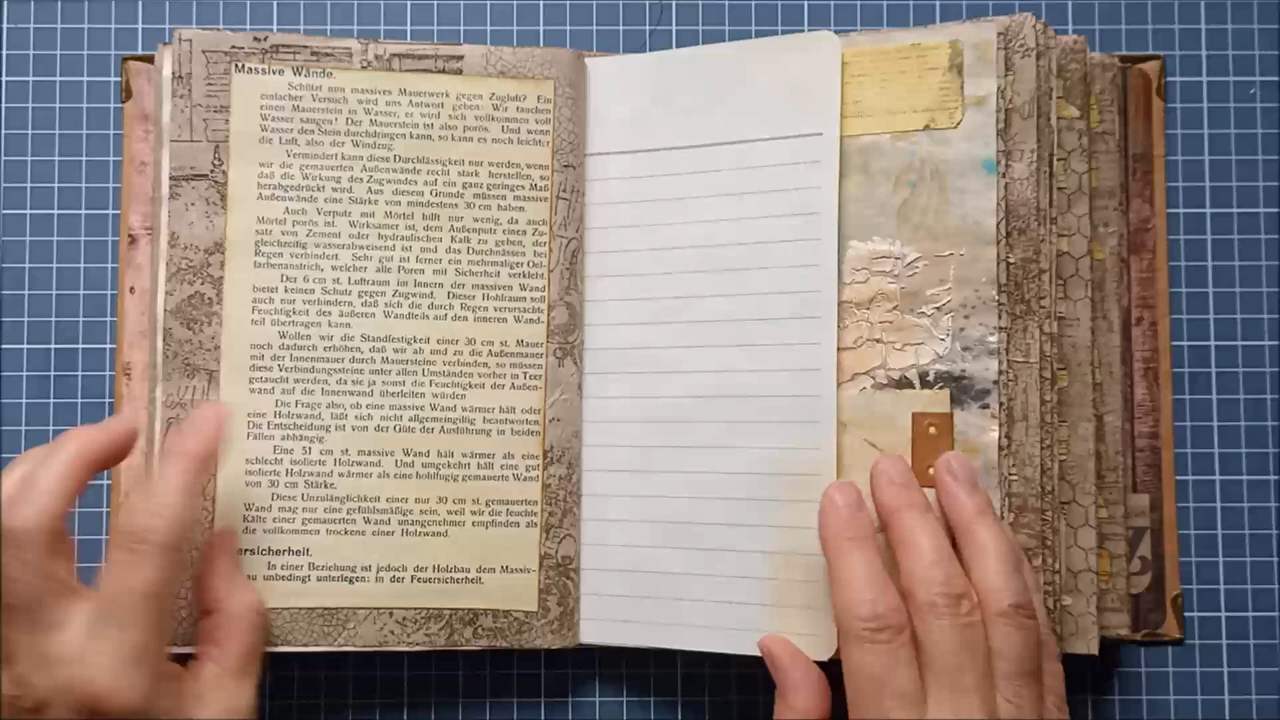 Massive Wände.
Schützt nun massives Mauerwerk gegen Zugluft? Ein
einfacher Versuch wird uns Antwort geben: Wir tauchen
einen Mauerstein in Wasser, er wird sich vollkommen voll
Wasser saugen! Der Mauerstein ist also porös. Und wenn
Wasser den Stein durchdringen kann, so kann es noch leichter
die Luft, also der Windzug.
Vermindert kann diese Durchlässigkeit nur werden, wenn
wir die gemauerten Außenwände recht stark herstellen, so
daß die Wirkung des Zugwindes auf ein ganz geringes Maß
herabgedrückt wird. Aus diesem Grunde müssen massive
Außenwände eine Stärke von mindestens 30 cm haben.
Auch Verputz mit Mörtel hilft nur wenig, da auch
Mörtel porös ist. Wirksamer ist, dem Außenputz einen Zu-
satz von Zement oder hydraulischen Kalk zu geben, der
gleichzeitig wasserabweisend ist und das Durchnässen bei
Regen verhindert. Sehr gut ist ferner ein mehrmaliger Oel-
farbenanstrich, welcher alle Poren mit Sicherheit verklebt.
Der 6 cm st. Luftraum im Innern der massiven Wand
bietet keinen Schutz gegen Zugwind. Dieser Hohlraum soll
auch nur verhindern, daß sich die durch Regen verursachte
Feuchtigkeit des äußeren Wandteils auf den inneren Wand-
teil übertragen kann.
Wollen wir die Standfestigkeit einer 30 cm st. Mauer
noch dadurch erhöhen, daß wir ab und zu die Außenmauer
mit der Innenmauer durch Mauersteine verbinden, so müssen
diese Verbindungssteine unter allen Umständen vorher in Teer
getaucht werden, da sie ja sonst die Feuchtigkeit der Außen-
wand auf die Innenwand überleiten würden
Die Frage also, ob eine massive Wand wärmer hält oder
eine Holzwand, läßt sich nicht allgemeingiltig beantworten.
Die Entscheidung ist von der Güte der Ausführung in beiden
Fällen abhängig.
Eine 51 cm st. massive Wand hält wärmer als eine
schlecht isolierte Holzwand. Und umgekehrt hält eine gut
isolierte Holzwand wärmer als eine hohlfugig gemauerte Wand
von 30 cm Stärke.
Diese Unzulänglichkeit einer nur 30 cm st. gemauerten
Wand mag nur eine gefühlsmäßige sein, weil wir die feuchte
Kälte einer gemauerten Wand unangenehmer empfinden als
die vollkommen trockene einer Holzwand.
ersicherheit.
In einer Beziehung ist jedoch der Holzbau dem Massiv-
au unbedingt unterlegen: in der Feuersicherheit.